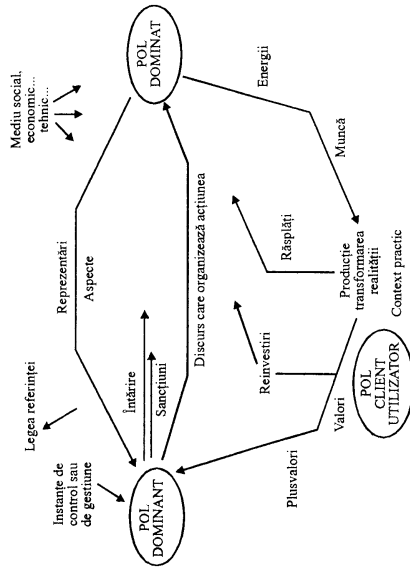 Mediu social,
economic...
tehnic...
POL
DOMINAT
Reprezentări
Aspecte
Legea referinței
Instanțe de
control sau
de gestiune
POL
DOMINANT
Întărire
Sancțiuni
Discurs care organizează acțiunea
Energii
Muncă
Răsplăți
Reinvestiri
Producție
transformarea
realității
Context practic
Valori
Plusvalori
POL
CLIENT
UTILIZATOR